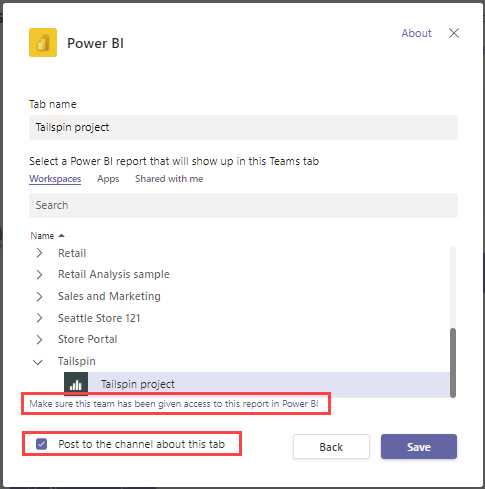 Power BI
About
Tab name
Tailspin project
Select a Power BI report that will show up in this Teams tab
Workspaces Apps Shared with me
Search
Name
Retail
Retail Analysis sample
Sales and Marketing
Seattle Store 121
Store Portal
Tailspin
Tailspin project
Make sure this team has been given access to this report in Power BI
Post to the channel about this tab
Back
Save